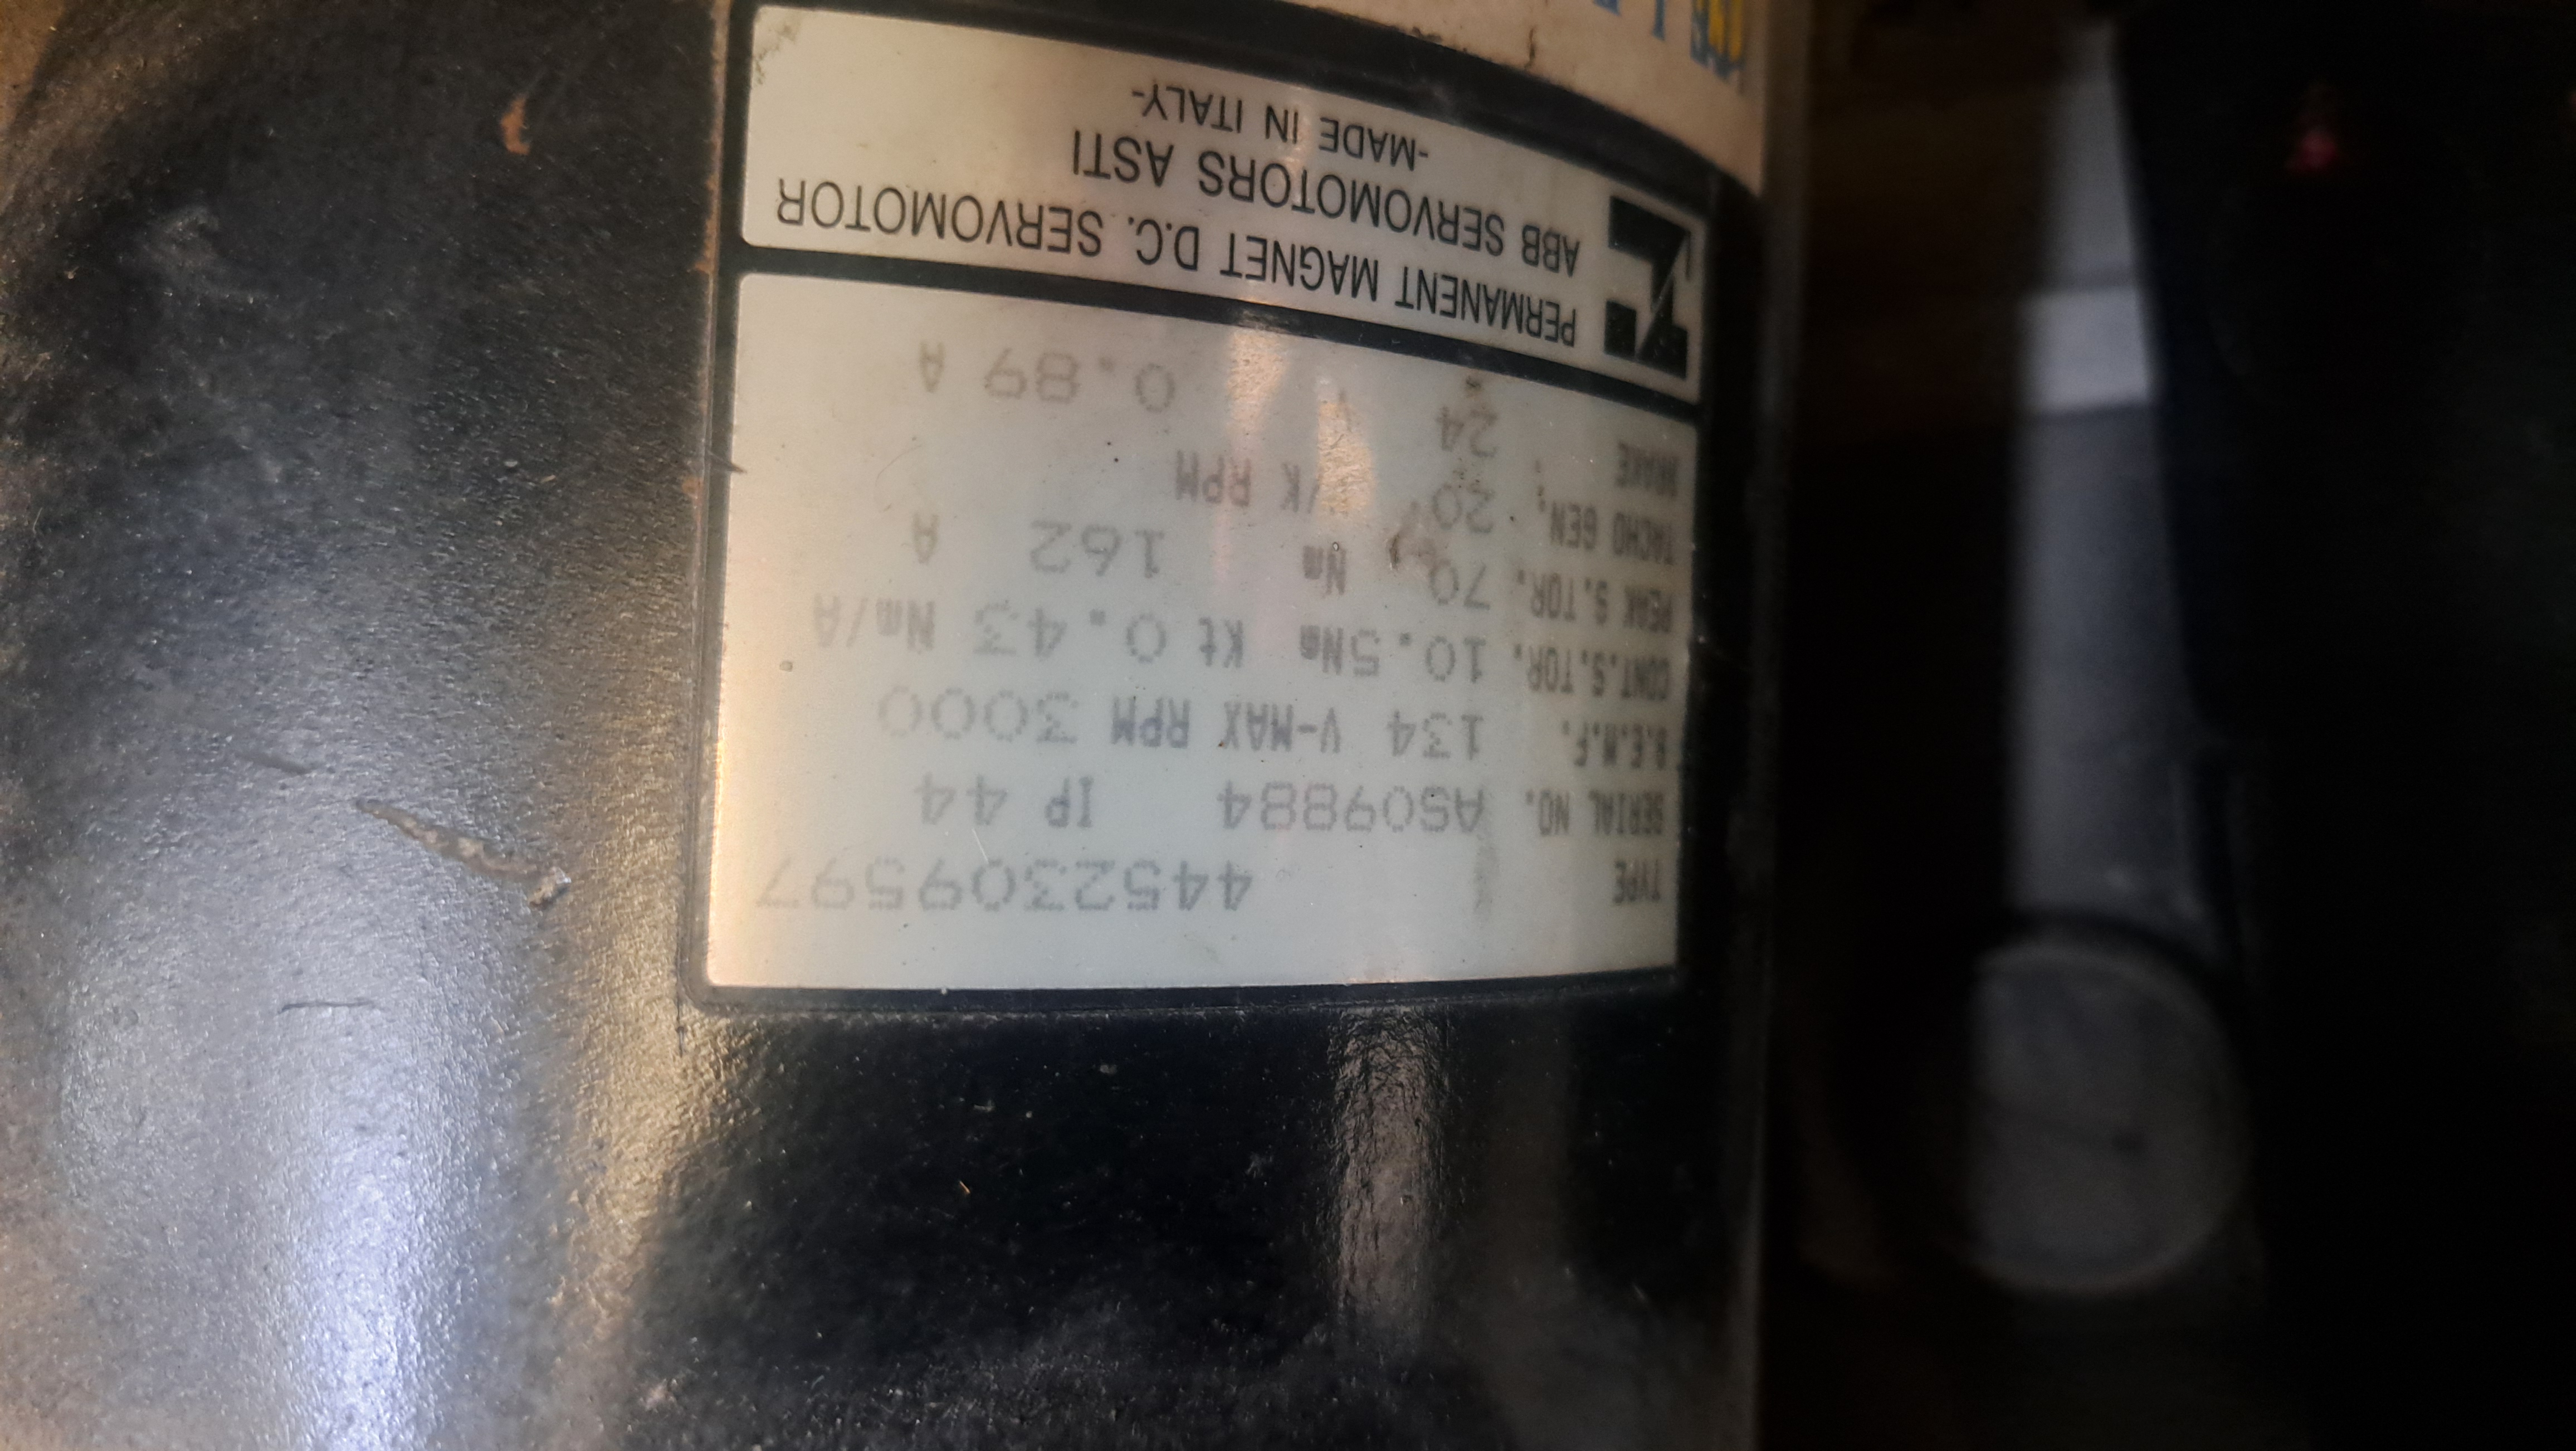 TYPE 4452309597
SERIAL NO. AS09884 IP 44
B.E.M.F. 134 V-MAX RPM 3000
CONT.S.TOR. 10.5Nm Kt 0.43 Nm/A
PEAK S.TOR. 70 Nm 162 A
TACHO GEN. 20 V/K RPM
BRAKE 24 V 0.89 A
PERMANENT MAGNET D.C. SERVOMOTOR
ABB SERVOMOTORS ASTI
-MADE IN ITALY-